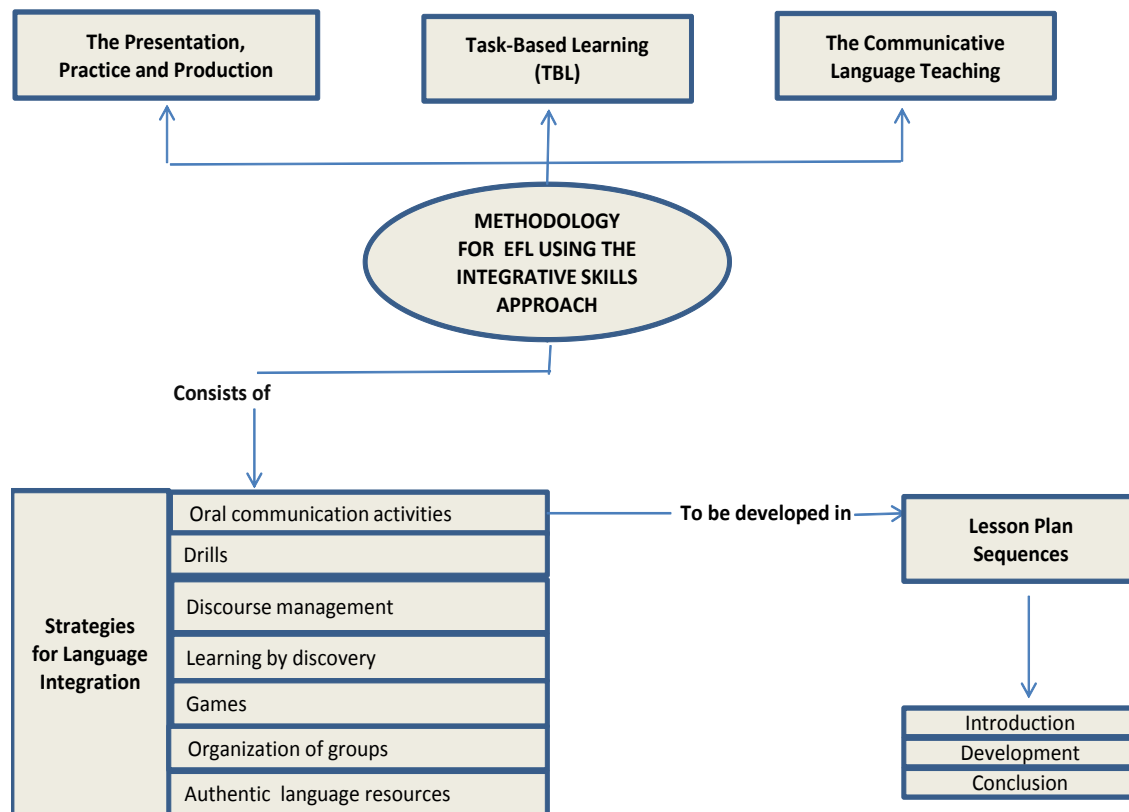 The Presentation,
Practice and Production
Task-Based Learning
(TBL)
The Communicative
Language Teaching
METHODOLOGY
FOR EFL USING THE
INTEGRATIVE SKILLS
APPROACH
Consists of
Strategies
for Language
Integration
Oral communication activities
Drills
Discourse management
Learning by discovery
Games
Organization of groups
Authentic language resources
To be developed in
Lesson Plan
Sequences
Introduction
Development
Conclusion